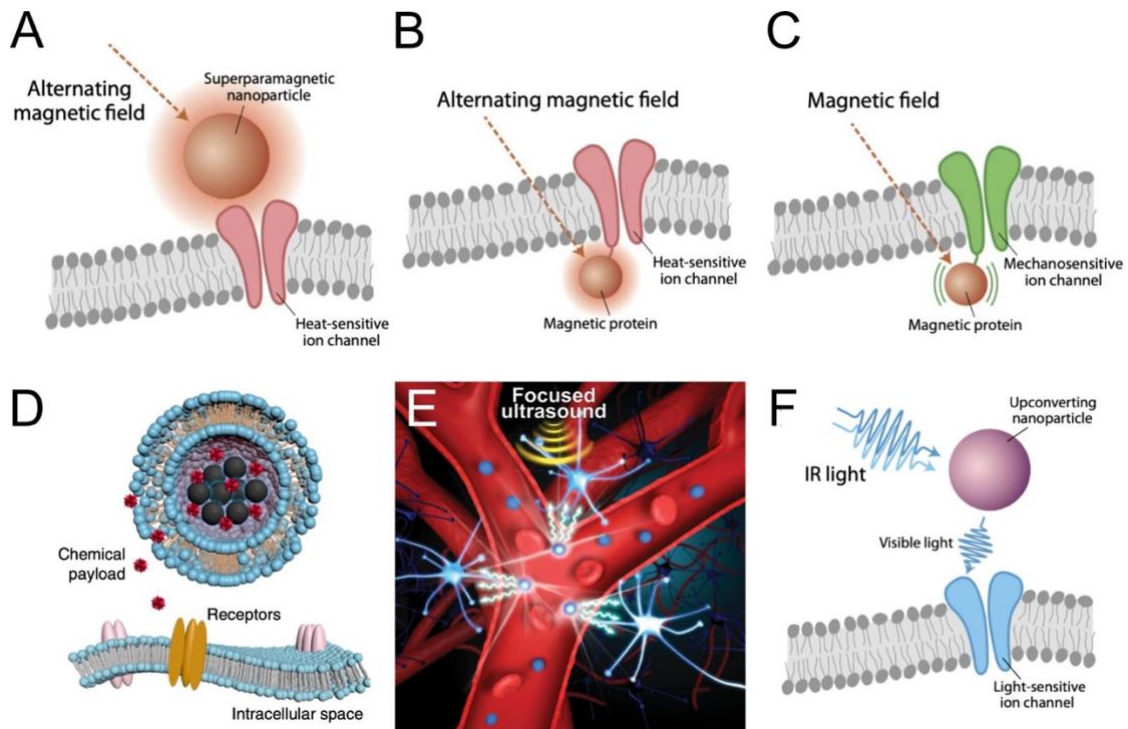 A
Alternating
magnetic field
Superparamagnetic
nanoparticle
Heat-sensitive
ion channel
B
Alternating magnetic field
Heat-sensitive
ion channel
Magnetic protein
C
Magnetic field
Mechanosensitive
ion channel
Magnetic protein
D
Chemical
payload
Receptors
Intracellular space
E
Focused
ultrasound
F
Upconverting
nanoparticle
IR light
Visible light
Light-sensitive
ion channel